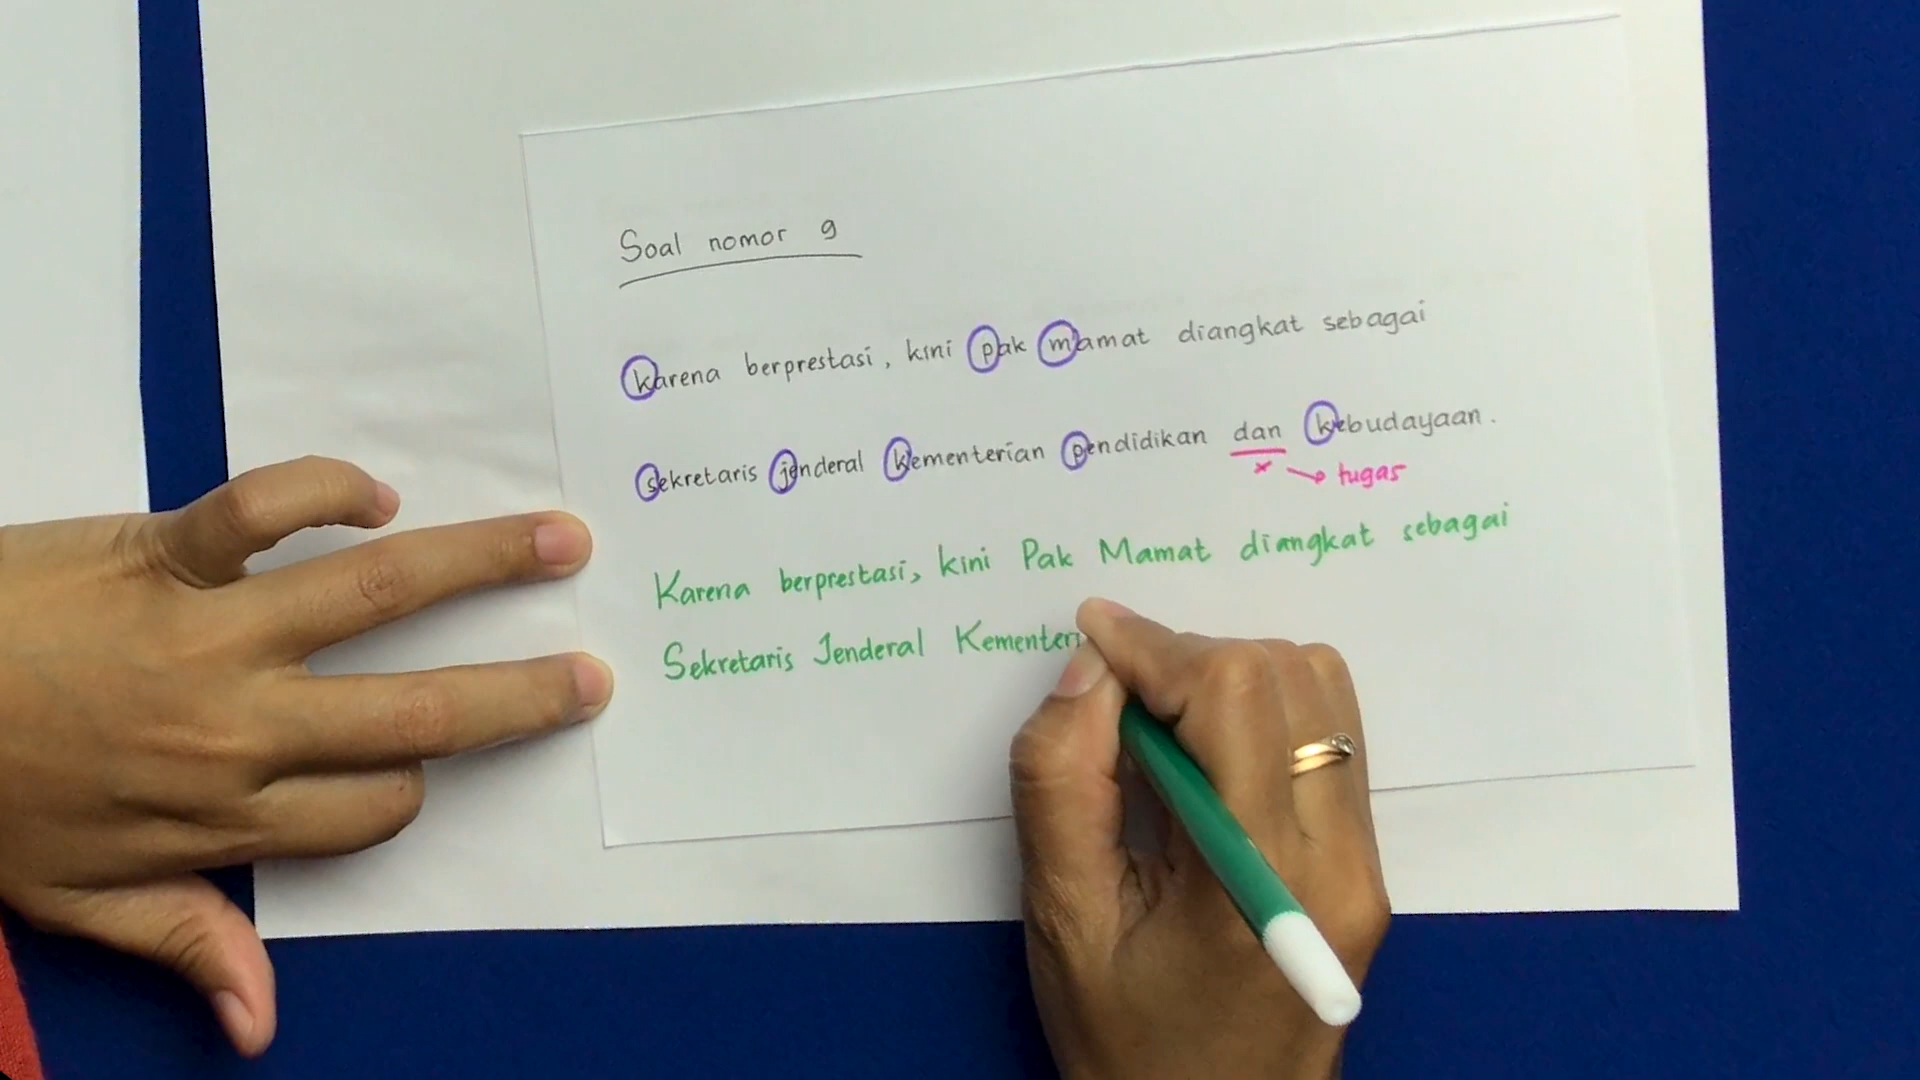 Soal nomor 9
karena berprestasi, kini pak mamat diangkat sebagai
sekretaris jenderal kementerian pendidikan dan kebudayaan.
x → tugas
Karena berprestasi, kini Pak Mamat diangkat sebagai
Sekretaris Jenderal Kementeri